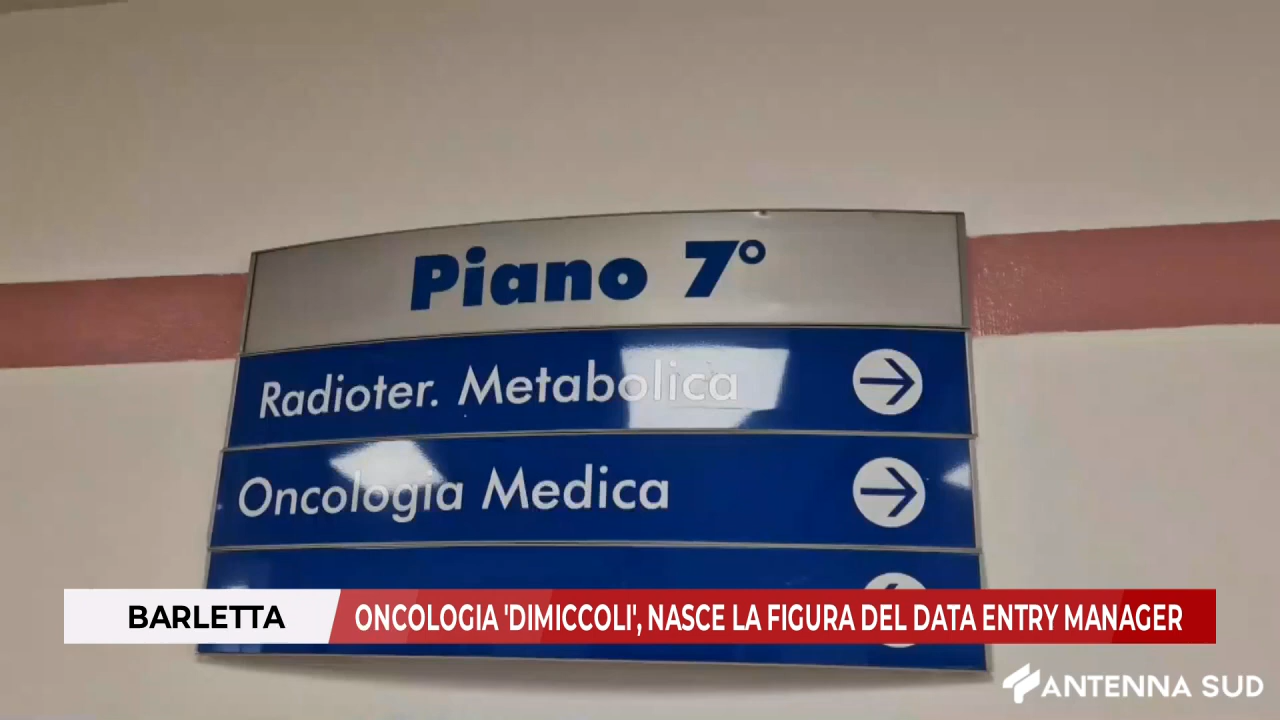 Piano 7°
Radioter. Metabolica
Oncologia Medica
BARLETTA
ONCOLOGIA 'DIMICCOLI', NASCE LA FIGURA DEL DATA ENTRY MANAGER
ANTENNA SUD